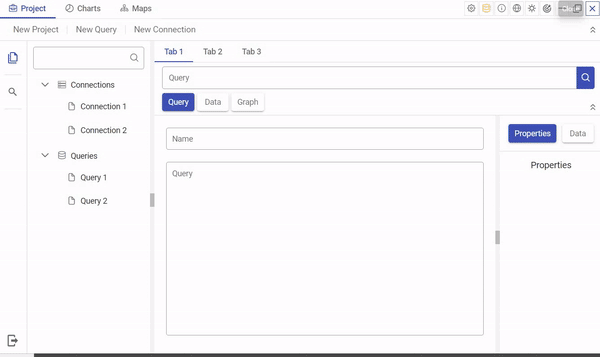 Project Charts Maps
New Project New Query New Connection
Tab 1 Tab 2 Tab 3
Query
Query Data Graph
Connections
Connection 1
Connection 2
Queries
Query 1
Query 2
Name
Query
Properties Data
Properties